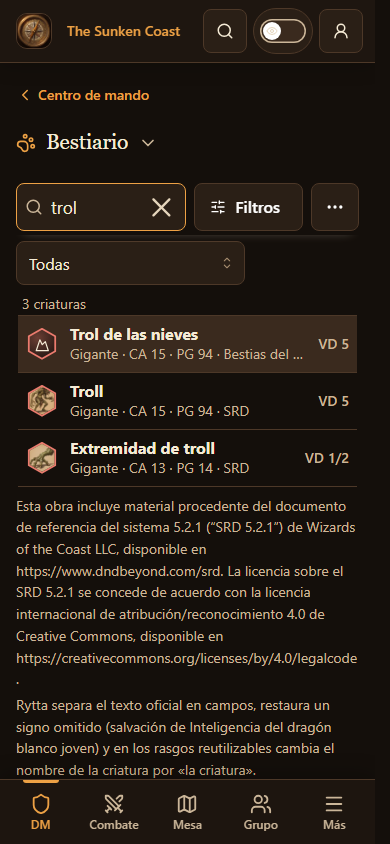 The Sunken Coast
Centro de mando
Bestiario
trol
Filtros
Todas
3 criaturas
Trol de las nieves
Gigante · CA 15 · PG 94 · Bestias del ...
VD 5
Troll
Gigante · CA 15 · PG 94 · SRD
VD 5
Extremidad de troll
Gigante · CA 13 · PG 14 · SRD
VD 1/2
Esta obra incluye material procedente del documento
de referencia del sistema 5.2.1 (“SRD 5.2.1”) de Wizards
of the Coast LLC, disponible en
https://www.dndbeyond.com/srd. La licencia sobre el
SRD 5.2.1 se concede de acuerdo con la licencia
internacional de atribución/reconocimiento 4.0 de
Creative Commons, disponible en
https://creativecommons.org/licenses/by/4.0/legalcode
.
Rytta separa el texto oficial en campos, restaura un
signo omitido (salvación de Inteligencia del dragón
blanco joven) y en los rasgos reutilizables cambia el
nombre de la criatura por «la criatura».
DM
Combate
Mesa
Grupo
Más